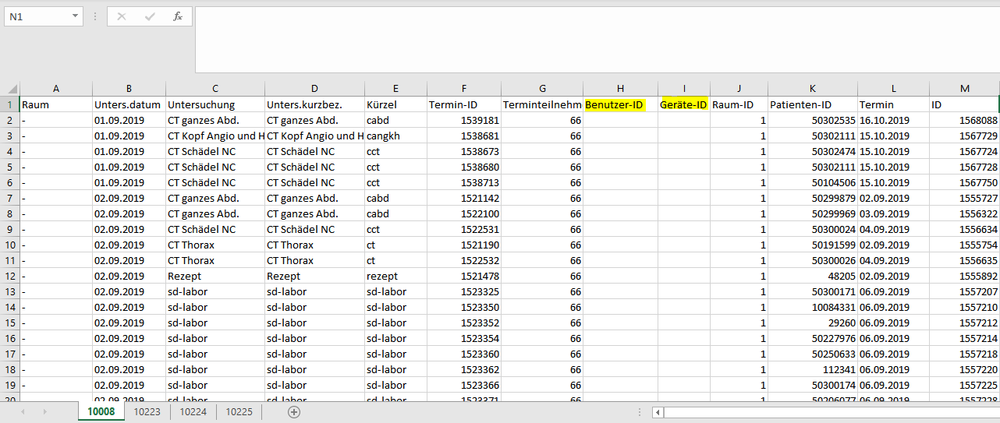 N1 fx
A B C D E F G H I J K L M
1 Raum Unters.datum Untersuchung Unters.kurzbez. Kürzel Termin-ID Terminteilnehm Benutzer-ID Geräte-ID Raum-ID Patienten-ID Termin ID
2 - 01.09.2019 CT ganzes Abd. CT ganzes Abd. cabd 1539181 66 1 50302535 16.10.2019 1568088
3 - 01.09.2019 CT Kopf Angio und H CT Kopf Angio und H cangkh 1538681 66 1 50302111 15.10.2019 1567729
4 - 01.09.2019 CT Schädel NC CT Schädel NC cct 1538673 66 1 50302474 15.10.2019 1567724
5 - 01.09.2019 CT Schädel NC CT Schädel NC cct 1538680 66 1 50302111 15.10.2019 1567728
6 - 01.09.2019 CT Schädel NC CT Schädel NC cct 1538713 66 1 50104506 15.10.2019 1567750
7 - 02.09.2019 CT ganzes Abd. CT ganzes Abd. cabd 1521142 66 1 50299879 02.09.2019 1555727
8 - 02.09.2019 CT ganzes Abd. CT ganzes Abd. cabd 1522100 66 1 50299969 03.09.2019 1556322
9 - 02.09.2019 CT Schädel NC CT Schädel NC cct 1522531 66 1 50300024 04.09.2019 1556634
10 - 02.09.2019 CT Thorax CT Thorax ct 1521190 66 1 50191599 02.09.2019 1555754
11 - 02.09.2019 CT Thorax CT Thorax ct 1522532 66 1 50300026 04.09.2019 1556635
12 - 02.09.2019 Rezept Rezept rezept 1521478 66 1 48205 02.09.2019 1555892
13 - 02.09.2019 sd-labor sd-labor sd-labor 1523325 66 1 50300171 06.09.2019 1557207
14 - 02.09.2019 sd-labor sd-labor sd-labor 1523350 66 1 10084331 06.09.2019 1557210
15 - 02.09.2019 sd-labor sd-labor sd-labor 1523352 66 1 29260 06.09.2019 1557212
16 - 02.09.2019 sd-labor sd-labor sd-labor 1523354 66 1 50227976 06.09.2019 1557214
17 - 02.09.2019 sd-labor sd-labor sd-labor 1523360 66 1 50250633 06.09.2019 1557218
18 - 02.09.2019 sd-labor sd-labor sd-labor 1523362 66 1 112341 06.09.2019 1557220
19 - 02.09.2019 sd-labor sd-labor sd-labor 1523366 66 1 50300174 06.09.2019 1557225
20 - 02.09.2019 sd-labor sd-labor sd-labor 1523371 66 1 50206077 06.09.2019 1557228
10008 10223 10224 10225